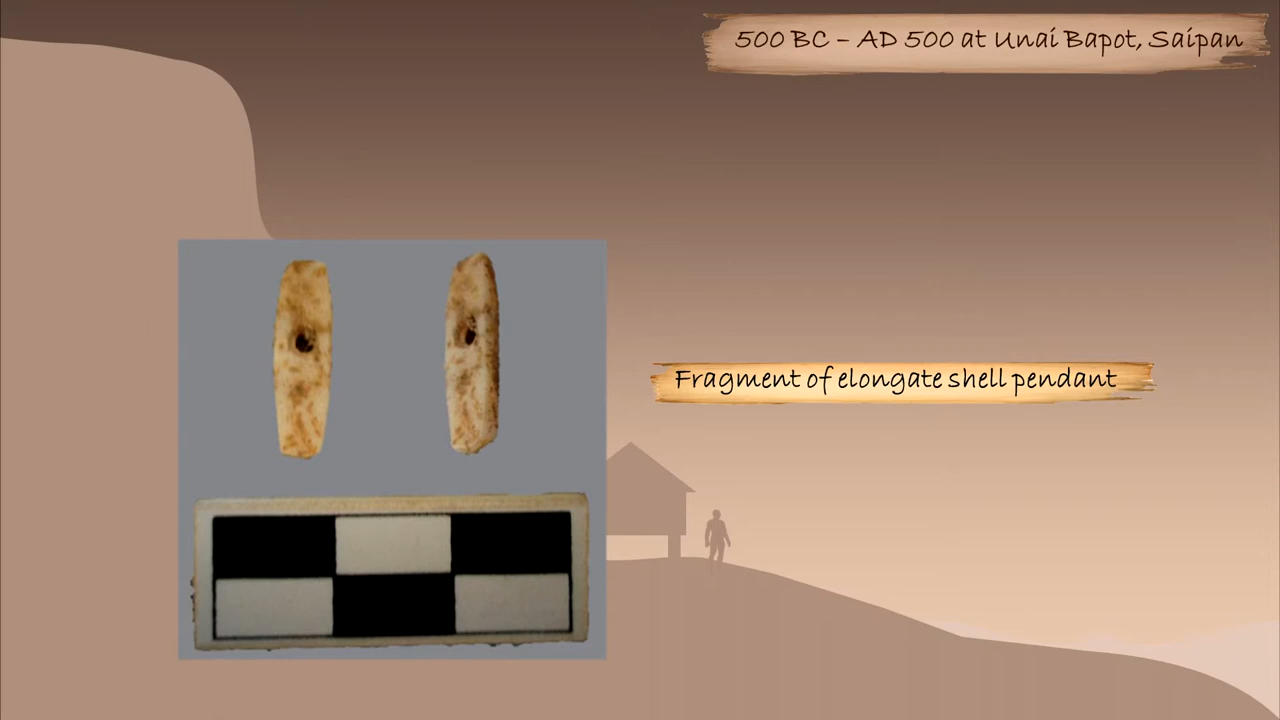 500 BC – AD 500 at Unai Bapot, Saipan
Fragment of elongate shell pendant